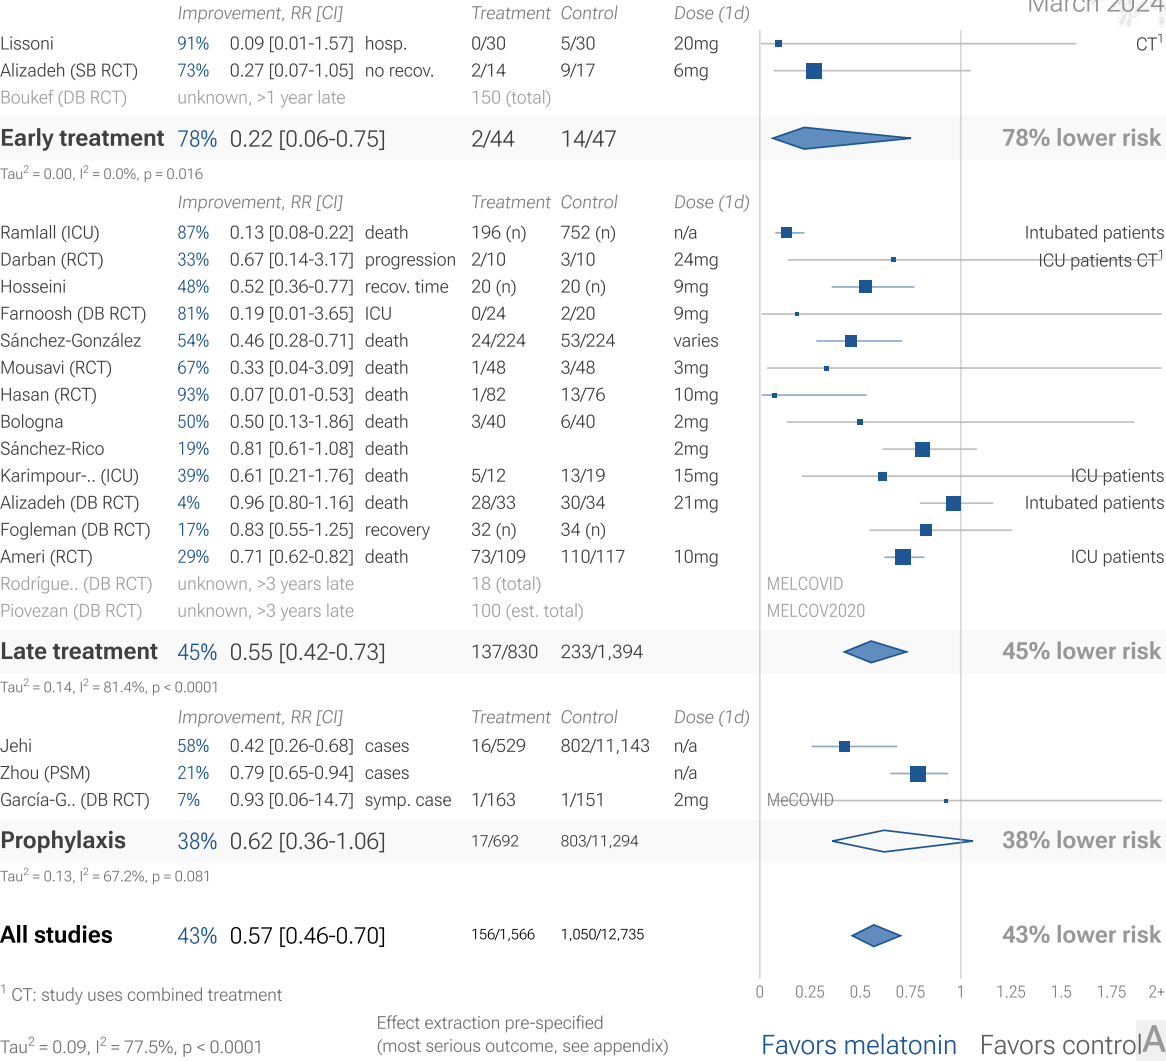 March 2024
Improvement, RR [CI] Treatment Control Dose (1d)
Lissoni 91% 0.09 [0.01-1.57] hosp. 0/30 5/30 20mg CT1
Alizadeh (SB RCT) 73% 0.27 [0.07-1.05] no recov. 2/14 9/17 6mg
Boukef (DB RCT) unknown, >1 year late 150 (total)
Early treatment 78% 0.22 [0.06-0.75] 2/44 14/47 78% lower risk
Tau2 = 0.00, I2 = 0.0%, p = 0.016
Improvement, RR [CI] Treatment Control Dose (1d)
Ramlall (ICU) 87% 0.13 [0.08-0.22] death 196 (n) 752 (n) n/a Intubated patients
Darban (RCT) 33% 0.67 [0.14-3.17] progression 2/10 3/10 24mg ICU patients CT1
Hosseini 48% 0.52 [0.36-0.77] recov. time 20 (n) 20 (n) 9mg
Farnoosh (DB RCT) 81% 0.19 [0.01-3.65] ICU 0/24 2/20 9mg
Sánchez-González 54% 0.46 [0.28-0.71] death 24/224 53/224 varies
Mousavi (RCT) 67% 0.33 [0.04-3.09] death 1/48 3/48 3mg
Hasan (RCT) 93% 0.07 [0.01-0.53] death 1/82 13/76 10mg
Bologna 50% 0.50 [0.13-1.86] death 3/40 6/40 2mg
Sánchez-Rico 19% 0.81 [0.61-1.08] death 2mg
Karimpour-.. (ICU) 39% 0.61 [0.21-1.76] death 5/12 13/19 15mg ICU patients
Alizadeh (DB RCT) 4% 0.96 [0.80-1.16] death 28/33 30/34 21mg Intubated patients
Fogleman (DB RCT) 17% 0.83 [0.55-1.25] recovery 32 (n) 34 (n)
Ameri (RCT) 29% 0.71 [0.62-0.82] death 73/109 110/117 10mg ICU patients
Rodrígue.. (DB RCT) unknown, >3 years late 18 (total) MELCOVID
Piovezan (DB RCT) unknown, >3 years late 100 (est. total) MELCOV2020
Late treatment 45% 0.55 [0.42-0.73] 137/830 233/1,394 45% lower risk
Tau2 = 0.14, I2 = 81.4%, p < 0.0001
Improvement, RR [CI] Treatment Control Dose (1d)
Jehi 58% 0.42 [0.26-0.68] cases 16/529 802/11,143 n/a
Zhou (PSM) 21% 0.79 [0.65-0.94] cases n/a
García-G.. (DB RCT) 7% 0.93 [0.06-14.7] symp. case 1/163 1/151 2mg MeCOVID
Prophylaxis 38% 0.62 [0.36-1.06] 17/692 803/11,294 38% lower risk
Tau2 = 0.13, I2 = 67.2%, p = 0.081
All studies 43% 0.57 [0.46-0.70] 156/1,566 1,050/12,735 43% lower risk
0 0.25 0.5 0.75 1 1.25 1.5 1.75 2+
1 CT: study uses combined treatment
Tau2 = 0.09, I2 = 77.5%, p < 0.0001
Effect extraction pre-specified
(most serious outcome, see appendix)
Favors melatonin Favors control
A